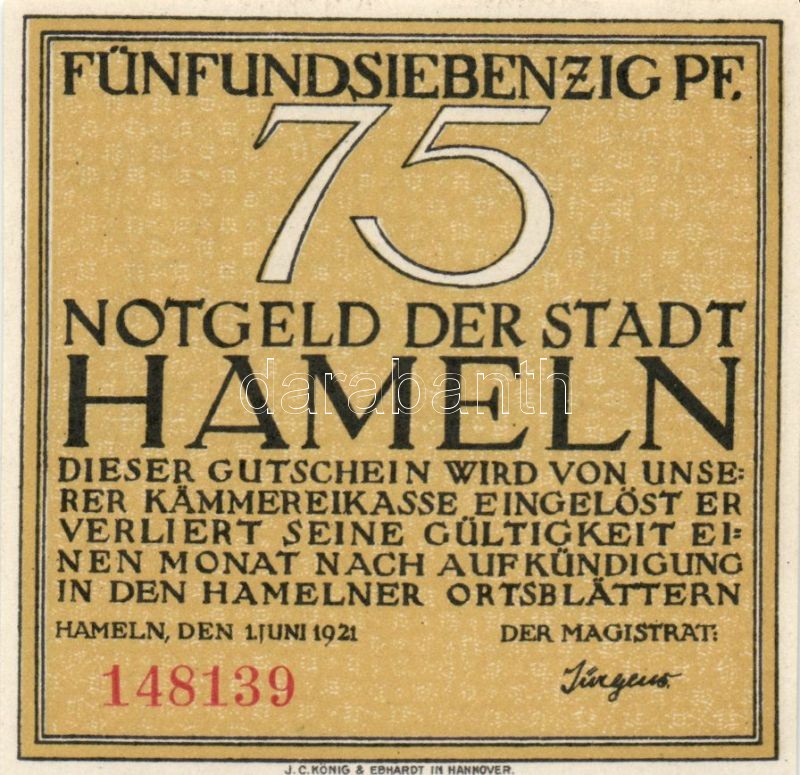 FÜNFUNDSIEBENZIG PF.
75
NOTGELD DER STADT
HAMELN
darabanth
DIESER GUTSCHEIN WIRD VON UNSE=
RER KÄMMEREIKASSE EINGELÖST ER
VERLIERT SEINE GÜLTIGKEIT EI=
NEN MONAT NACH AUFKÜNDIGUNG
IN DEN HAMELNER ORTSBLÄTTERN
HAMELN, DEN 1. JUNI 1921 DER MAGISTRAT:
148139 Jürgens.
J. C. KÖNIG & EBHARDT IN HANNOVER.